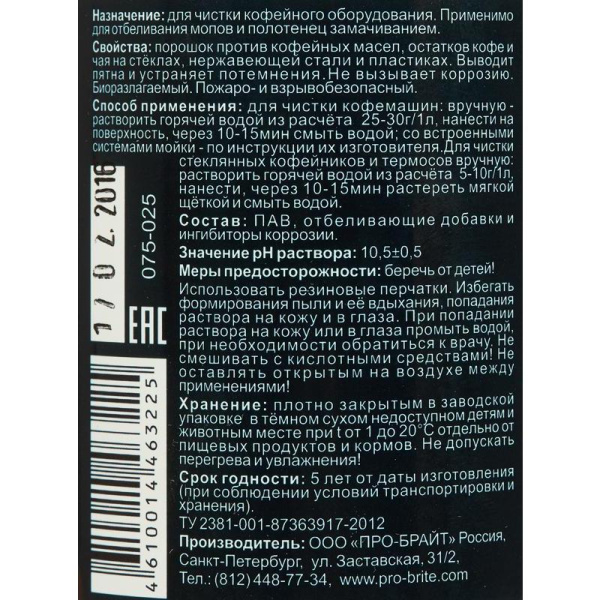 Назначение: для чистки кофейного оборудования. Применимо
для отбеливания мопов и полотенец замачиванием.
Свойства: порошок против кофейных масел, остатков кофе и
чая на стёклах, нержавеющей стали и пластиках. Выводит
пятна и устраняет потемнения. Не вызывает коррозию.
Биоразлагаемый. Пожаро- и взрывобезопасный.
Способ применения: для чистки кофемашин: вручную -
растворить горячей водой из расчёта 25-30г/1л, нанести на
поверхность, через 10-15мин смыть водой; со встроенными
системами мойки - по инструкции их изготовителя. Для чистки
стеклянных кофейников и термосов вручную:
растворить горячей водой из расчёта 5-10г/1л,
нанести, через 10-15мин растереть мягкой
щёткой и смыть водой.
Состав: ПАВ, отбеливающие добавки и
ингибиторы коррозии.
Значение pH раствора: 10,5±0,5
Меры предосторожности: беречь от детей!
Использовать резиновые перчатки. Избегать
формирования пыли и её вдыхания, попадания
раствора на кожу и в глаза. При попадании
раствора на кожу или в глаза промыть водой,
при необходимости обратиться к врачу. Не
смешивать с кислотными средствами! Не
оставлять открытым на воздухе между
применениями!
Хранение: плотно закрытым в заводской
упаковке в тёмном сухом недоступном детям и
животным месте при t от 1 до 20°С отдельно от
пищевых продуктов и кормов. Не допускать
перегрева и увлажнения!
Срок годности: 5 лет от даты изготовления
(при соблюдении условий транспортировки и
хранения).
ТУ 2381-001-87363917-2012
Производитель: ООО «ПРО-БРАЙТ» Россия,
Санкт-Петербург, ул. Заставская, 31/2,
Тел.: (812) 448-77-34, www.pro-brite.com
17 02. 2016
075-025
EAC
4 610014 463225